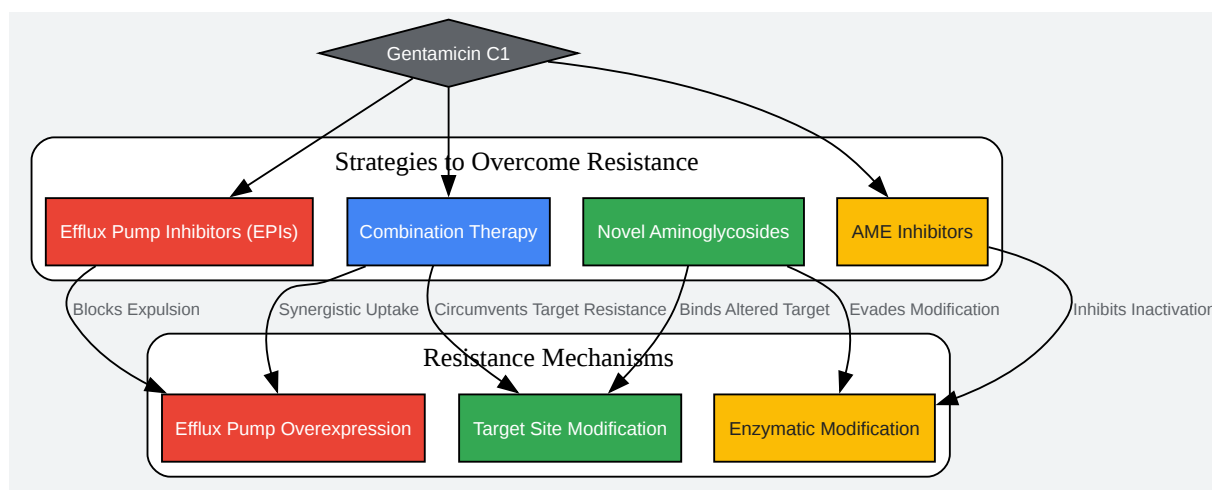 Gentamicin C1
Strategies to Overcome Resistance
Efflux Pump Inhibitors (EPIs)
Combination Therapy
Novel Aminoglycosides
AME Inhibitors
Blocks Expulsion
Synergistic Uptake
Circumvents Target Resistance
Binds Altered Target
Evades Modification
Inhibits Inactivation
Resistance Mechanisms
Efflux Pump Overexpression
Target Site Modification
Enzymatic Modification